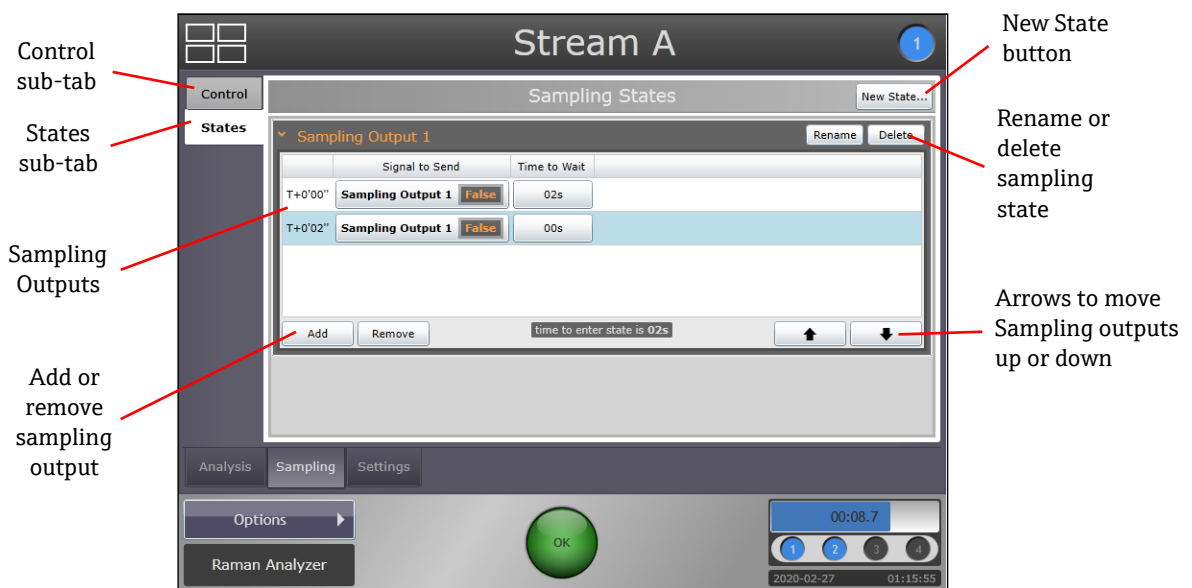 Control
sub-tab
States
sub-tab
Sampling
Outputs
Add or
remove
sampling
output
Stream A
1
Control
States
Sampling States
New State...
Sampling Output 1
Rename
Delete
Signal to Send
Time to Wait
T+0'00"
Sampling Output 1
False
02s
T+0'02"
Sampling Output 1
False
00s
Add
Remove
time to enter state is 02s
Analysis
Sampling
Settings
Options
Raman Analyzer
OK
00:08.7
1
2
3
4
2020-02-27
01:15:55
New State
button
Rename or
delete
sampling
state
Arrows to move
Sampling outputs
up or down